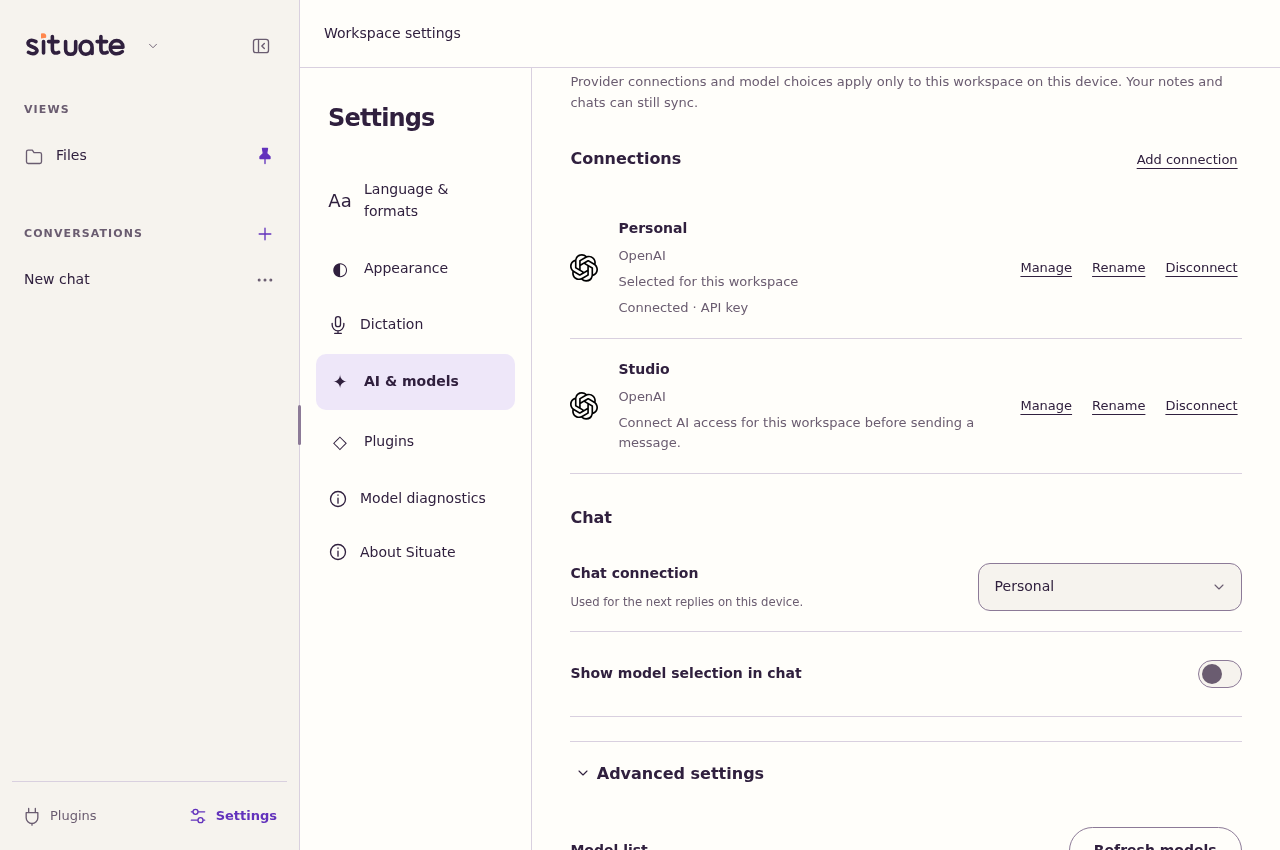 situate
VIEWS
Files
CONVERSATIONS
New chat
Plugins
Settings
Workspace settings
Settings
Aa
Language &
formats
Appearance
Dictation
AI & models
Plugins
Model diagnostics
About Situate
Provider connections and model choices apply only to this workspace on this device. Your notes and
chats can still sync.
Connections
Add connection
Personal
OpenAI
Selected for this workspace
Connected · API key
Manage
Rename
Disconnect
Studio
OpenAI
Connect AI access for this workspace before sending a
message.
Manage
Rename
Disconnect
Chat
Chat connection
Used for the next replies on this device.
Personal
Show model selection in chat
Advanced settings
Model list
Refresh models